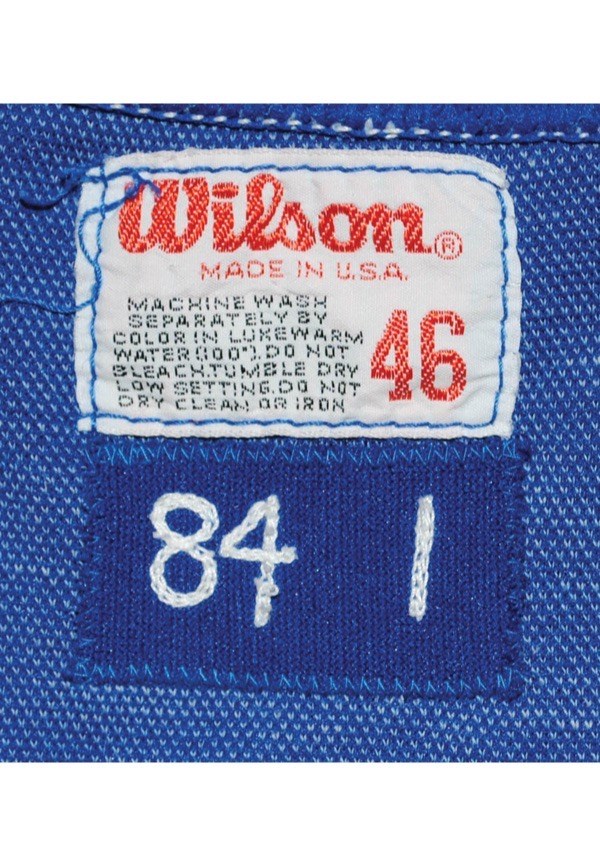 Wilson®
MADE IN U.S.A.
MACHINE WASH
SEPARATELY BY
COLOR IN LUKEWARM
WATER(100°). DO NOT
BLEACH.TUMBLE DRY
LOW SETTING.DO NOT
DRY CLEAN OR IRON
46
84 1